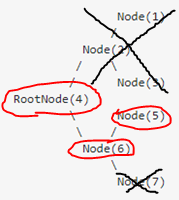 Node(1)
Node(2)
Node(3)
RootNode(4)
Node(5)
Node(6)
Node(7)